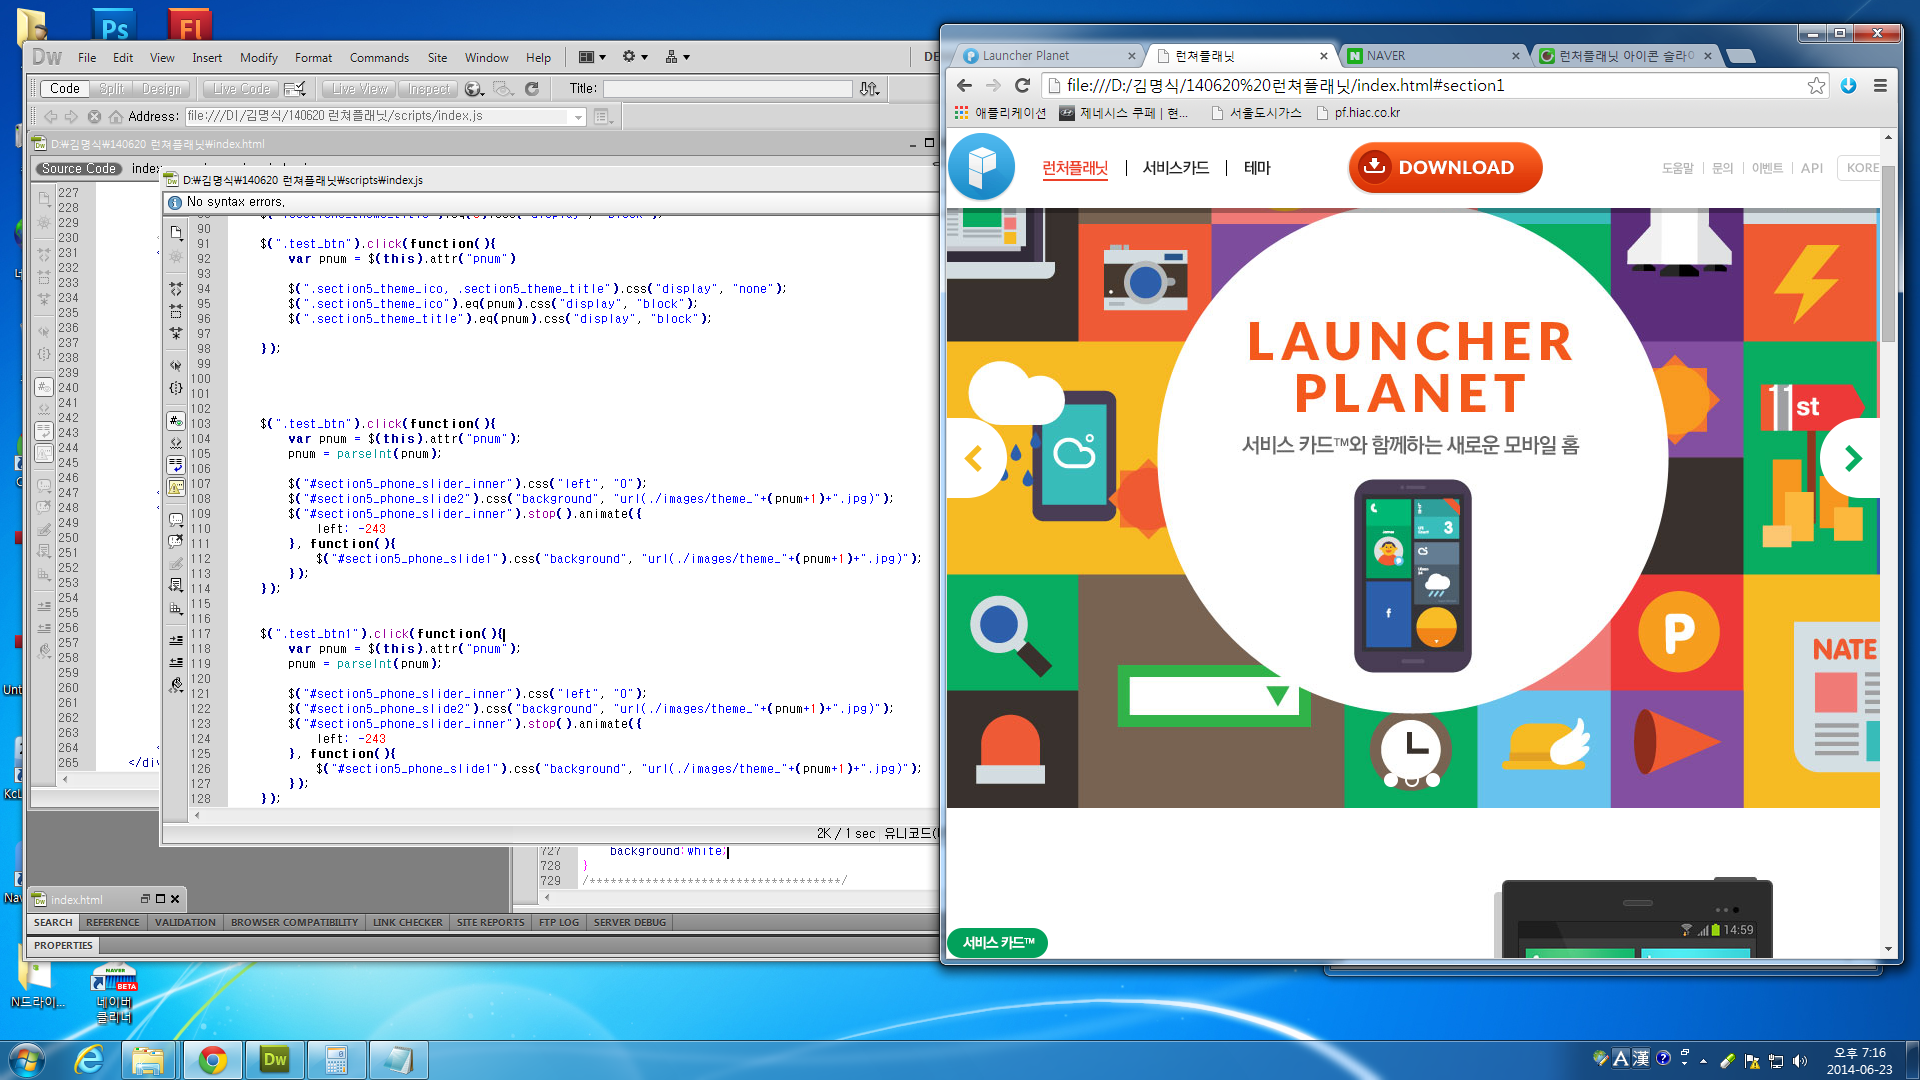 Ps
Fl
Dw
File Edit View Insert Modify Format Commands Site Window Help
DE
Code Split Design Live Code Live View Inspect Title:
Address: file:///D|/김명식/140620 런쳐플래닛/scripts/index.js
D:₩김명식₩140620 런쳐플래닛₩index.html
Source Code
D:₩김명식₩140620 런쳐플래닛₩scripts₩index.js
No syntax errors.
227
228
229
230
231
232
233
234
235
236
237
238
239
240
241
242
243
244
245
246
247
248
249
250
251
252
253
254
255
256
257
258
259
260
261
262
263
264
265 </div
90
91 $(".test_btn").click(function(){
92 var pnum = $(this).attr("pnum")
93
94 $(".section5_theme_ico, .section5_theme_title").css("display", "none");
95 $(".section5_theme_ico").eq(pnum).css("display", "block");
96 $(".section5_theme_title").eq(pnum).css("display", "block");
97
98 });
99
100
101
102
103 $(".test_btn").click(function(){
104 var pnum = $(this).attr("pnum");
105 pnum = parseInt(pnum);
106
107 $("#section5_phone_slider_inner").css("left", "0");
108 $("#section5_phone_slide2").css("background", "url(./images/theme_"+(pnum+1)+".jpg)");
109 $("#section5_phone_slider_inner").stop().animate({
110 left: -243
111 }, function(){
112 $("#section5_phone_slide1").css("background", "url(./images/theme_"+(pnum+1)+".jpg)");
113 });
114 });
115
116
117 $(".test_btn1").click(function(){
118 var pnum = $(this).attr("pnum");
119 pnum = parseInt(pnum);
120
121 $("#section5_phone_slider_inner").css("left", "0");
122 $("#section5_phone_slide2").css("background", "url(./images/theme_"+(pnum+1)+".jpg)");
123 $("#section5_phone_slider_inner").stop().animate({
124 left: -243
125 }, function(){
126 $("#section5_phone_slide1").css("background", "url(./images/theme_"+(pnum+1)+".jpg)");
127 });
128 });
2K / 1 sec 유니코드(
727 background:white;
728 }
729 /************************************/
index.html
SEARCH REFERENCE VALIDATION BROWSER COMPATIBILITY LINK CHECKER SITE REPORTS FTP LOG SERVER DEBUG
PROPERTIES
Launcher Planet
런쳐플래닛
NAVER
런처플래닛 아이콘 슬라이
file:///D:/김명식/140620%20런쳐플래닛/index.html#section1
애플리케이션 제네시스 쿠페 | 현... 서울도시가스 pf.hiac.co.kr
런처플래닛 | 서비스카드 | 테마
DOWNLOAD
도움말 | 문의 | 이벤트 | API KORE
LAUNCHER
PLANET
서비스 카드™와 함께하는 새로운 모바일 홈
11st
3
f
P
NATE
14:59
서비스 카드™
N드라이...
NAVER
BETA
네이버
클리너
Dw
A 漢
오후 7:16
2014-06-23